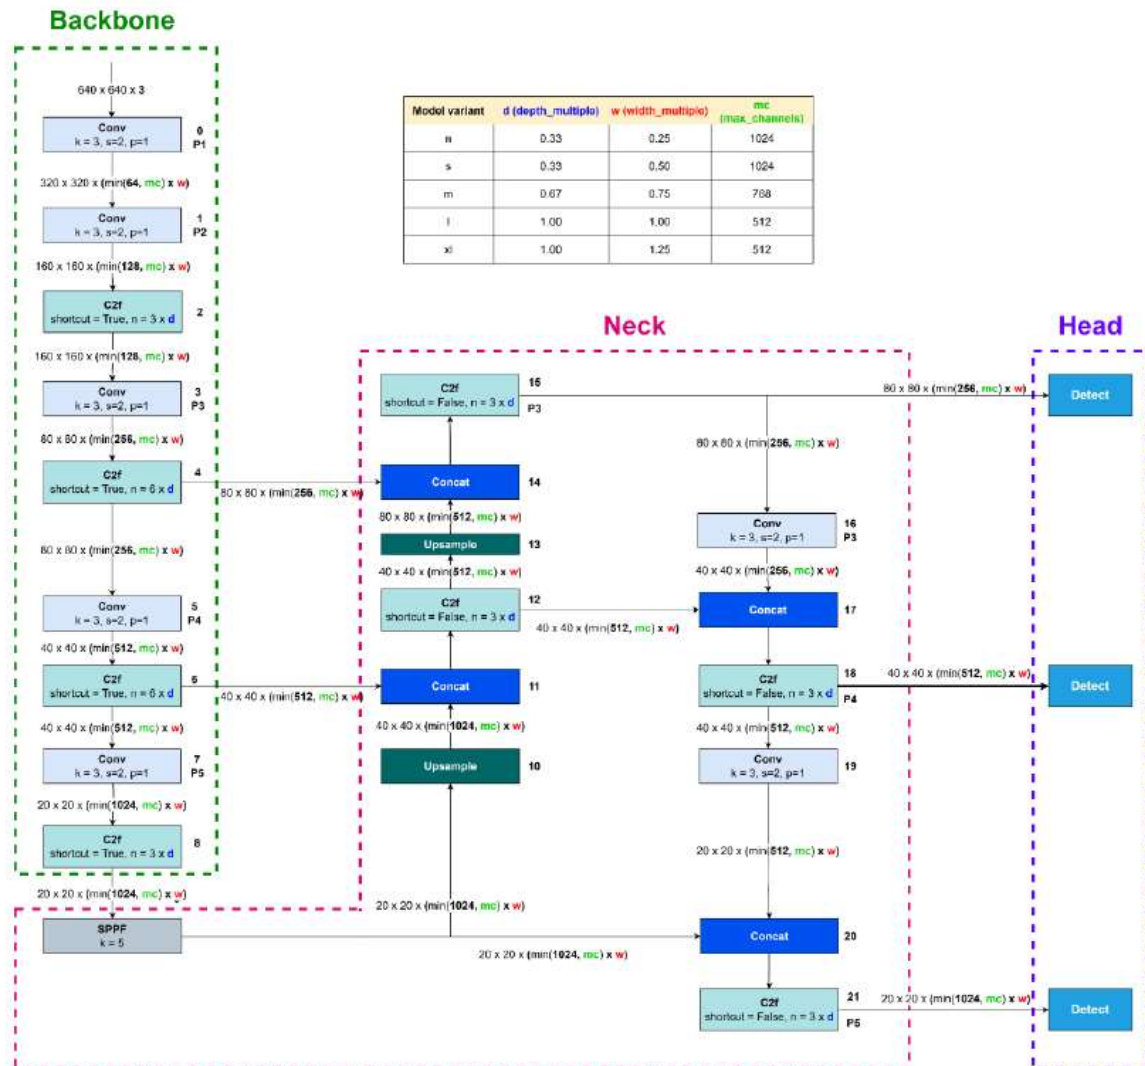 Backbone
640 x 640 x 3
Conv
k = 3, s=2, p=1
0
P1
320 x 320 x (min(64, mc) x w)
Conv
k = 3, s=2, p=1
1
P2
160 x 160 x (min(128, mc) x w)
C2f
shortcut = True, n = 3 x d
2
160 x 160 x (min(128, mc) x w)
Conv
k = 3, s=2, p=1
3
P3
80 x 80 x (min(256, mc) x w)
C2f
shortcut = True, n = 6 x d
4
80 x 80 x (min(256, mc) x w)
80 x 80 x (min(256, mc) x w)
Conv
k = 3, s=2, p=1
5
P4
40 x 40 x (min(512, mc) x w)
C2f
shortcut = True, n = 6 x d
6
40 x 40 x (min(512, mc) x w)
40 x 40 x (min(512, mc) x w)
Conv
k = 3, s=2, p=1
7
P5
20 x 20 x (min(1024, mc) x w)
C2f
shortcut = True, n = 3 x d
8
20 x 20 x (min(1024, mc) x w)
SPPF
k = 5
Model variant d (depth_multiple) w (width_multiple) mc (max_channels)
n 0.33 0.25 1024
s 0.33 0.50 1024
m 0.67 0.75 768
l 1.00 1.00 512
xl 1.00 1.25 512
Neck
C2f
shortcut = False, n = 3 x d
15
P3
Concat
14
80 x 80 x (min(512, mc) x w)
Upsample
13
40 x 40 x (min(512, mc) x w)
C2f
shortcut = False, n = 3 x d
12
40 x 40 x (min(512, mc) x w)
Concat
11
40 x 40 x (min(1024, mc) x w)
Upsample
10
20 x 20 x (min(1024, mc) x w)
20 x 20 x (min(1024, mc) x w)
80 x 80 x (min(256, mc) x w)
80 x 80 x (min(256, mc) x w)
Conv
k = 3, s=2, p=1
16
P3
40 x 40 x (min(256, mc) x w)
Concat
17
C2f
shortcut = False, n = 3 x d
18
P4
40 x 40 x (min(512, mc) x w)
40 x 40 x (min(512, mc) x w)
Conv
k = 3, s=2, p=1
19
20 x 20 x (min(512, mc) x w)
Concat
20
C2f
shortcut = False, n = 3 x d
21
P5
20 x 20 x (min(1024, mc) x w)
Head
Detect
Detect
Detect